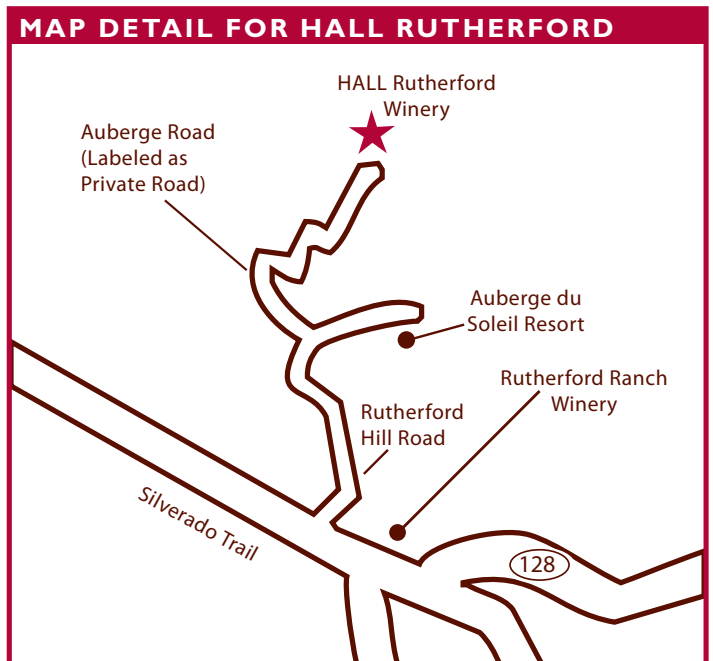 MAP DETAIL FOR HALL RUTHERFORD
HALL Rutherford
Winery
Auberge Road
(Labeled as
Private Road)
Auberge du
Soleil Resort
Rutherford Ranch
Winery
Rutherford
Hill Road
Silverado Trail
128